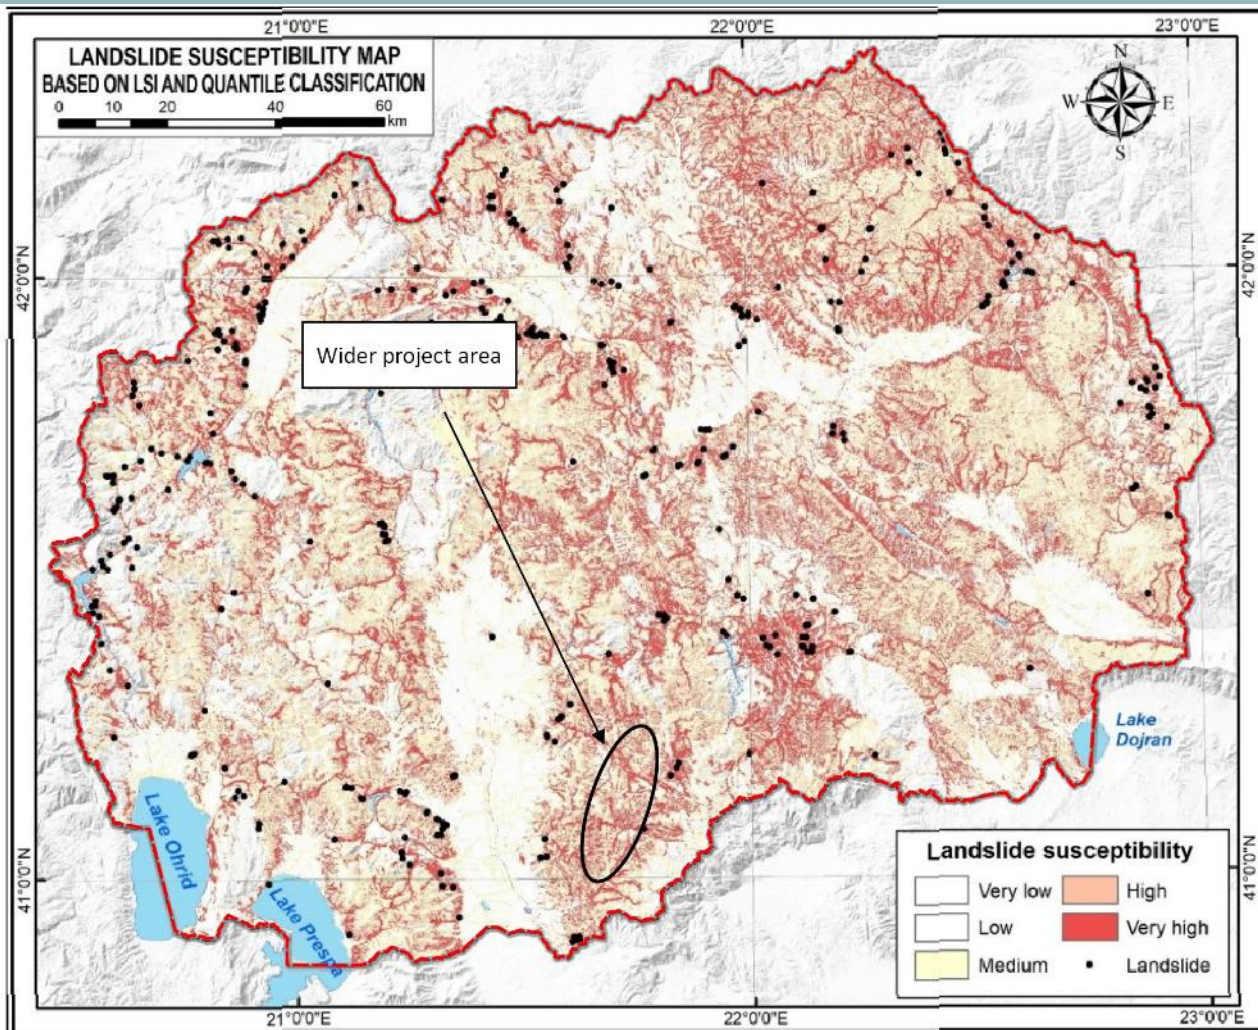 21°0'0"E
22°0'0"E
23°0'0"E
LANDSLIDE SUSCEPTIBILITY MAP
BASED ON LSI AND QUANTILE CLASSIFICATION
0 10 20 40 60
km
N
W E
S
42°0'0"N
42°0'0"N
Wider project area
Lake
Dojran
Lake Ohrid
Lake Prespa
41°0'0"N
41°0'0"N
Landslide susceptibility
Very low
High
Low
Very high
Medium
Landslide
21°0'0"E
22°0'0"E
23°0'0"E